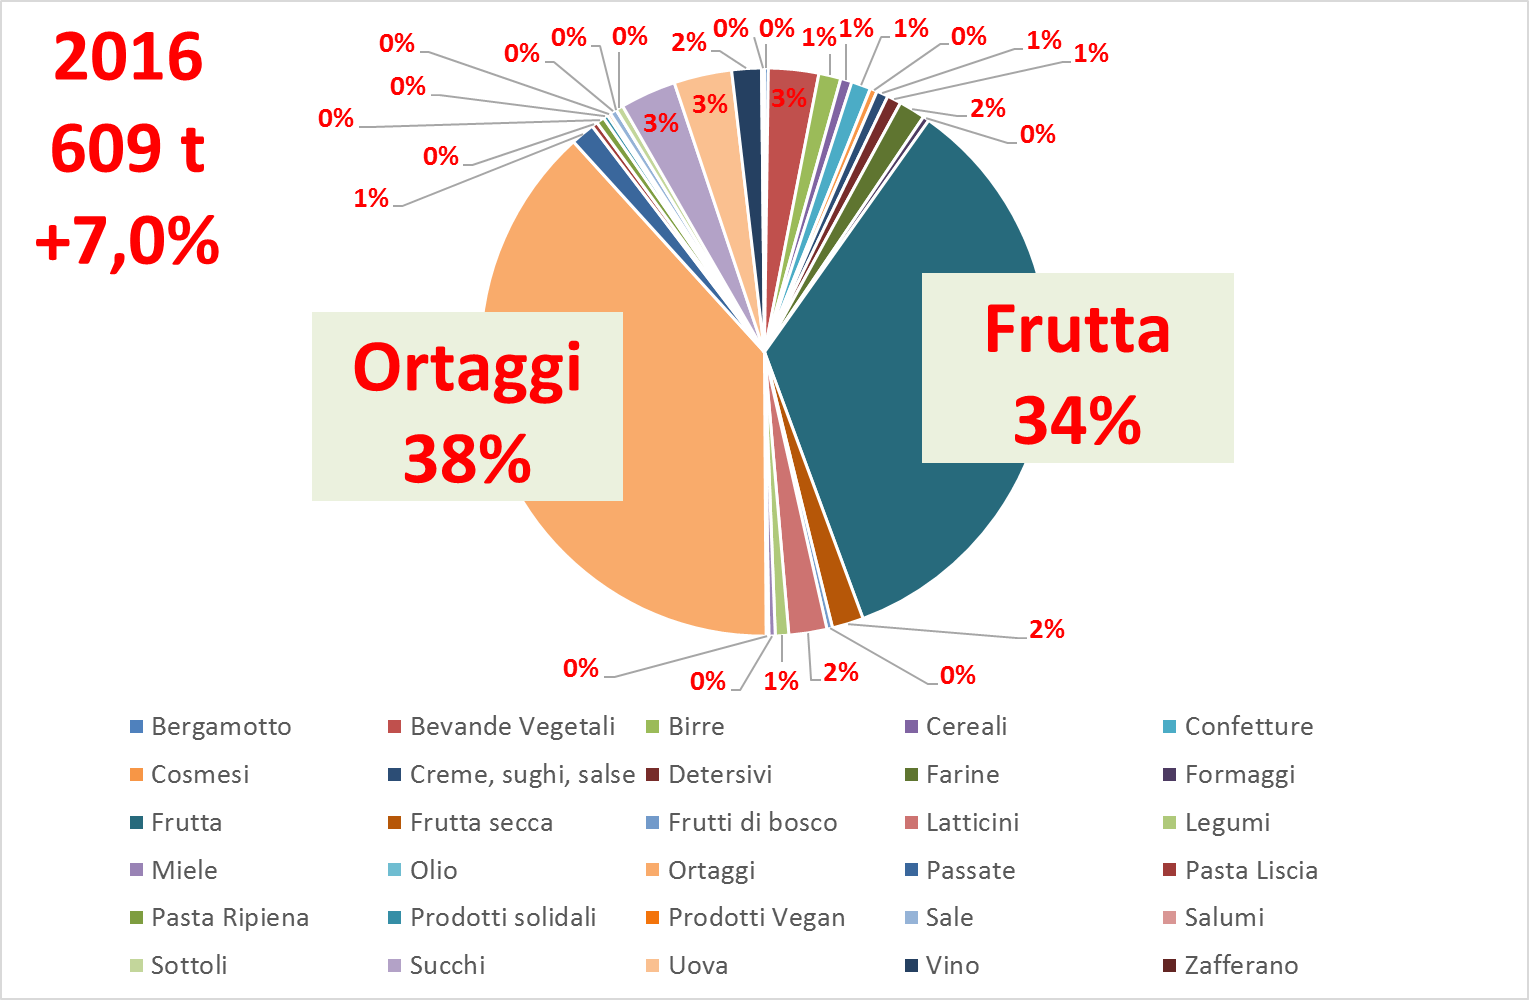 2016
609 t
+7,0%
0%
0%
0%
0%
0%
0%
0%
1%
2%
0%
0%
1%
1%
1%
0%
1%
1%
2%
0%
3%
3%
3%
Ortaggi
38%
Frutta
34%
0%
0%
1%
2%
0%
2%
Bergamotto
Bevande Vegetali
Birre
Cereali
Confetture
Cosmesi
Creme, sughi, salse
Detersivi
Farine
Formaggi
Frutta
Frutta secca
Frutti di bosco
Latticini
Legumi
Miele
Olio
Ortaggi
Passate
Pasta Liscia
Pasta Ripiena
Prodotti solidali
Prodotti Vegan
Sale
Salumi
Sottoli
Succhi
Uova
Vino
Zafferano